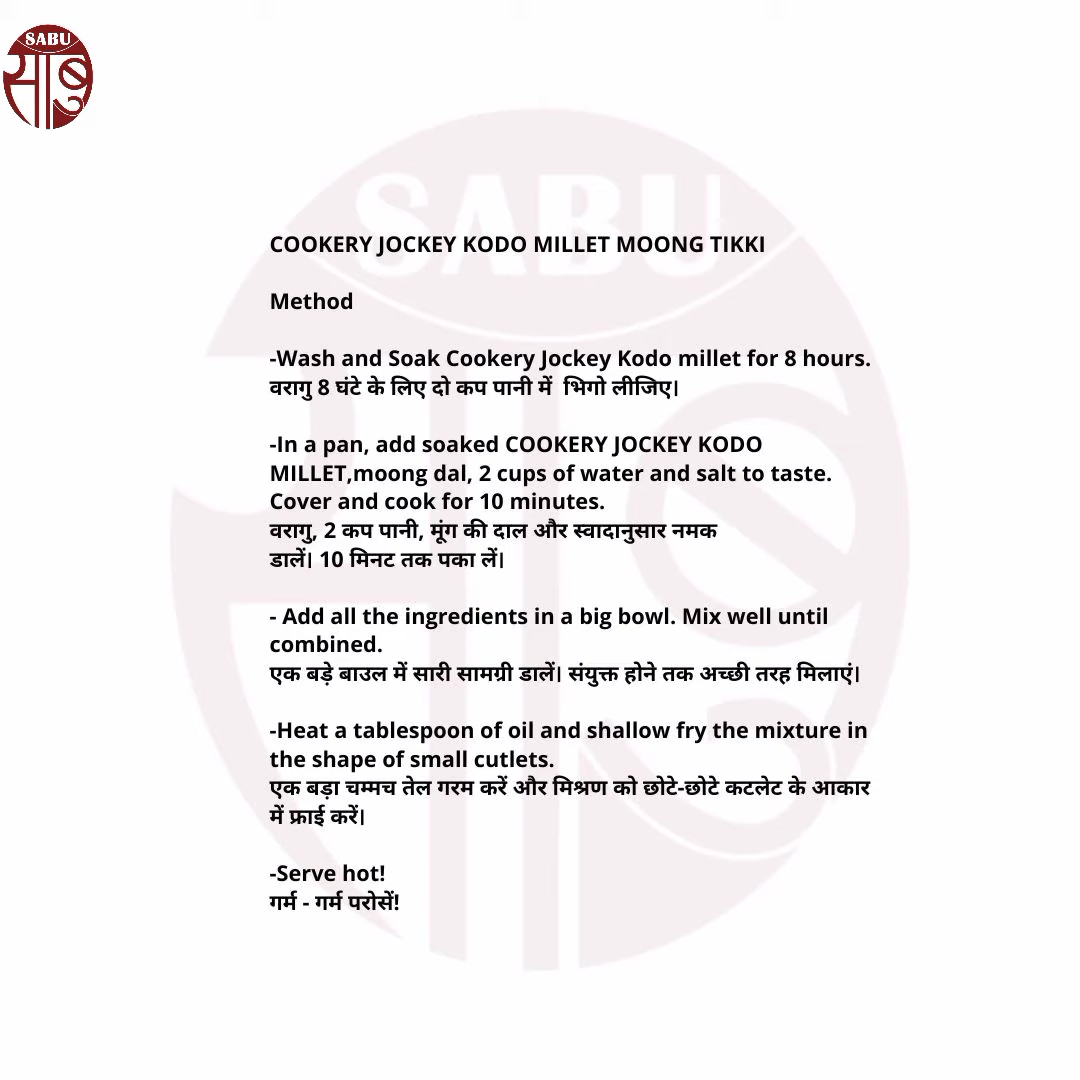 SABU
साबु
SABU
COOKERY JOCKEY KODO MILLET MOONG TIKKI
Method
-Wash and Soak Cookery Jockey Kodo millet for 8 hours.
वरागु 8 घंटे के लिए दो कप पानी में  भिगो लीजिए।
-In a pan, add soaked COOKERY JOCKEY KODO
MILLET,moong dal, 2 cups of water and salt to taste.
Cover and cook for 10 minutes.
वरागु, 2 कप पानी, मूंग की दाल और स्वादानुसार नमक
डालें। 10 मिनट तक पका लें।
- Add all the ingredients in a big bowl. Mix well until
combined.
एक बड़े बाउल में सारी सामग्री डालें। संयुक्त होने तक अच्छी तरह मिलाएं।
-Heat a tablespoon of oil and shallow fry the mixture in
the shape of small cutlets.
एक बड़ा चम्मच तेल गरम करें और मिश्रण को छोटे-छोटे कटलेट के आकार
में फ्राई करें।
-Serve hot!
गर्म - गर्म परोसें!
साबु